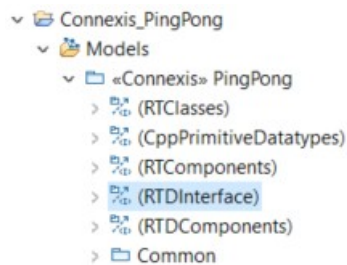 Connexis_PingPong
Models
«Connexis» PingPong
(RTClasses)
(CppPrimitiveDatatypes)
(RTComponents)
(RTDInterface)
(RTDComponents)
Common